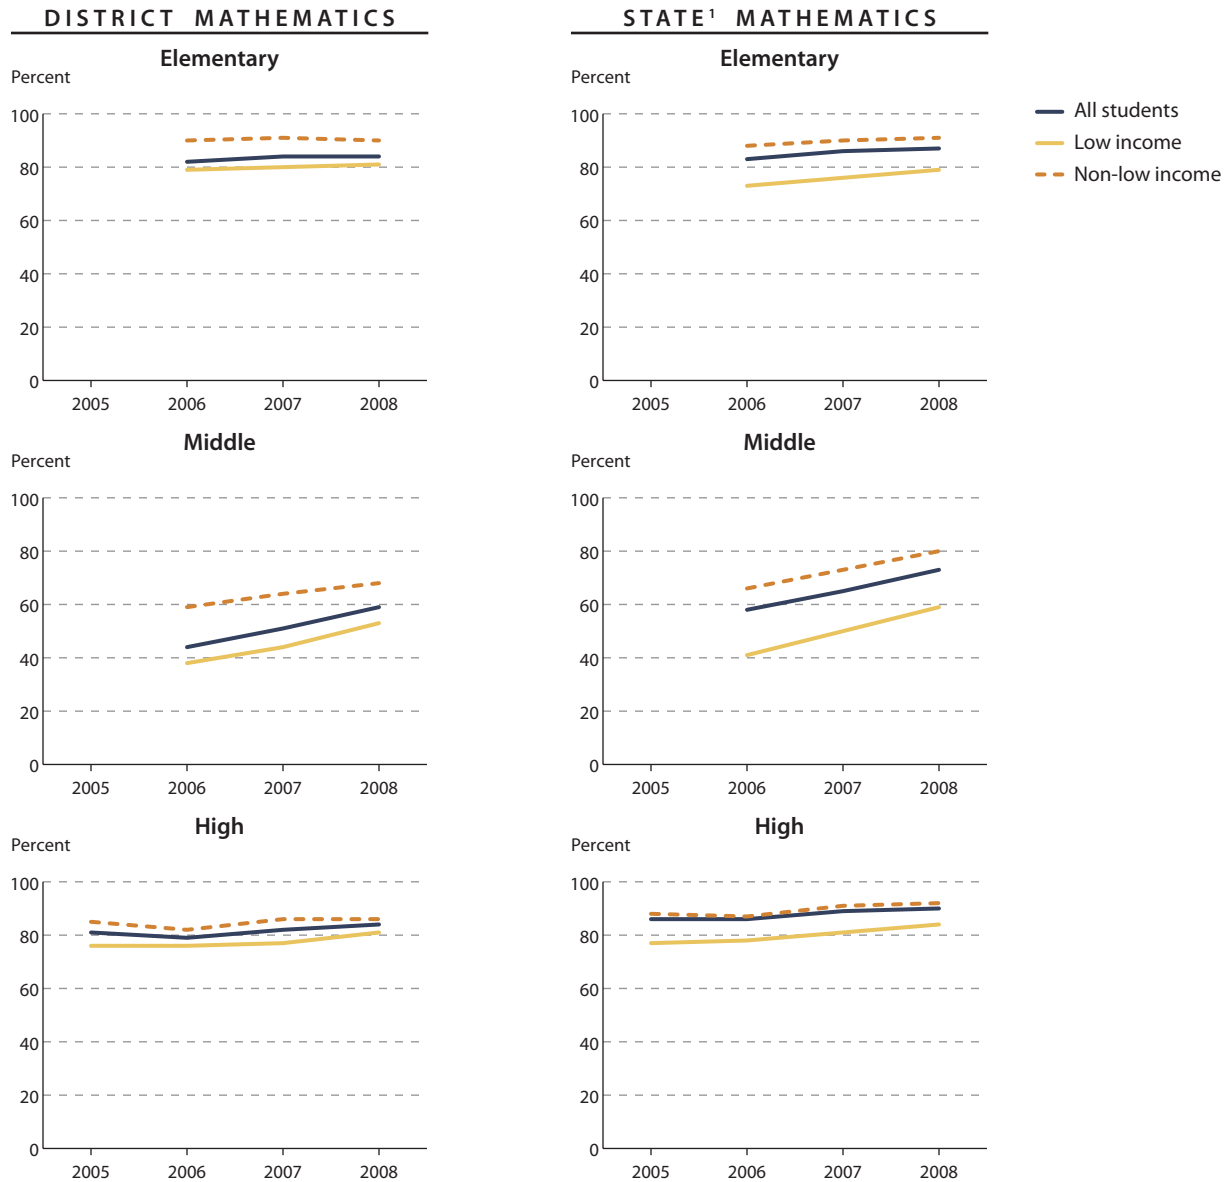 DISTRICT MATHEMATICS
Elementary
Percent
100
80
60
40
20
0
2005 2006 2007 2008
Middle
Percent
100
80
60
40
20
0
2005 2006 2007 2008
High
Percent
100
80
60
40
20
0
2005 2006 2007 2008
STATE¹ MATHEMATICS
Elementary
Percent
100
80
60
40
20
0
2005 2006 2007 2008
Middle
Percent
100
80
60
40
20
0
2005 2006 2007 2008
High
Percent
100
80
60
40
20
0
2005 2006 2007 2008
All students
Low income
Non-low income